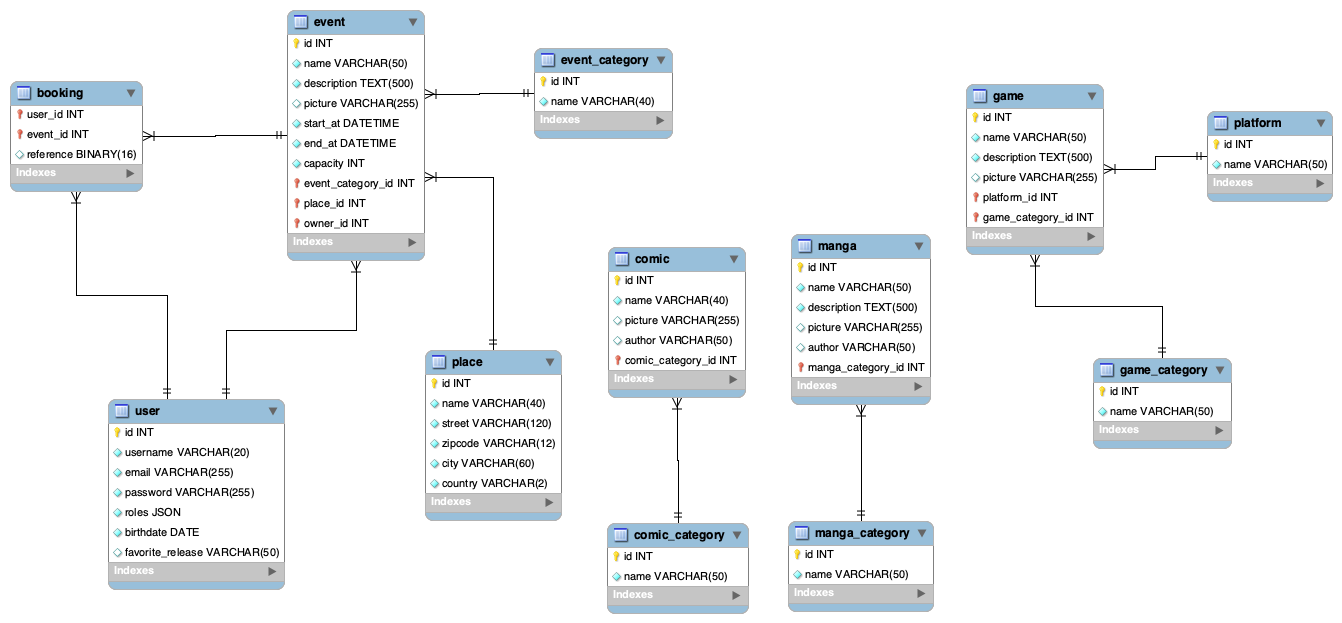 event
id INT
name VARCHAR(50)
description TEXT(500)
picture VARCHAR(255)
start_at DATETIME
end_at DATETIME
capacity INT
event_category_id INT
place_id INT
owner_id INT
Indexes
event_category
id INT
name VARCHAR(40)
Indexes
booking
user_id INT
event_id INT
reference BINARY(16)
Indexes
game
id INT
name VARCHAR(50)
description TEXT(500)
picture VARCHAR(255)
platform_id INT
game_category_id INT
Indexes
platform
id INT
name VARCHAR(50)
Indexes
comic
id INT
name VARCHAR(40)
picture VARCHAR(255)
author VARCHAR(50)
comic_category_id INT
Indexes
manga
id INT
name VARCHAR(50)
description TEXT(500)
picture VARCHAR(255)
author VARCHAR(50)
manga_category_id INT
Indexes
place
id INT
name VARCHAR(40)
street VARCHAR(120)
zipcode VARCHAR(12)
city VARCHAR(60)
country VARCHAR(2)
Indexes
game_category
id INT
name VARCHAR(50)
Indexes
user
id INT
username VARCHAR(20)
email VARCHAR(255)
password VARCHAR(255)
roles JSON
birthdate DATE
favorite_release VARCHAR(50)
Indexes
comic_category
id INT
name VARCHAR(50)
Indexes
manga_category
id INT
name VARCHAR(50)
Indexes